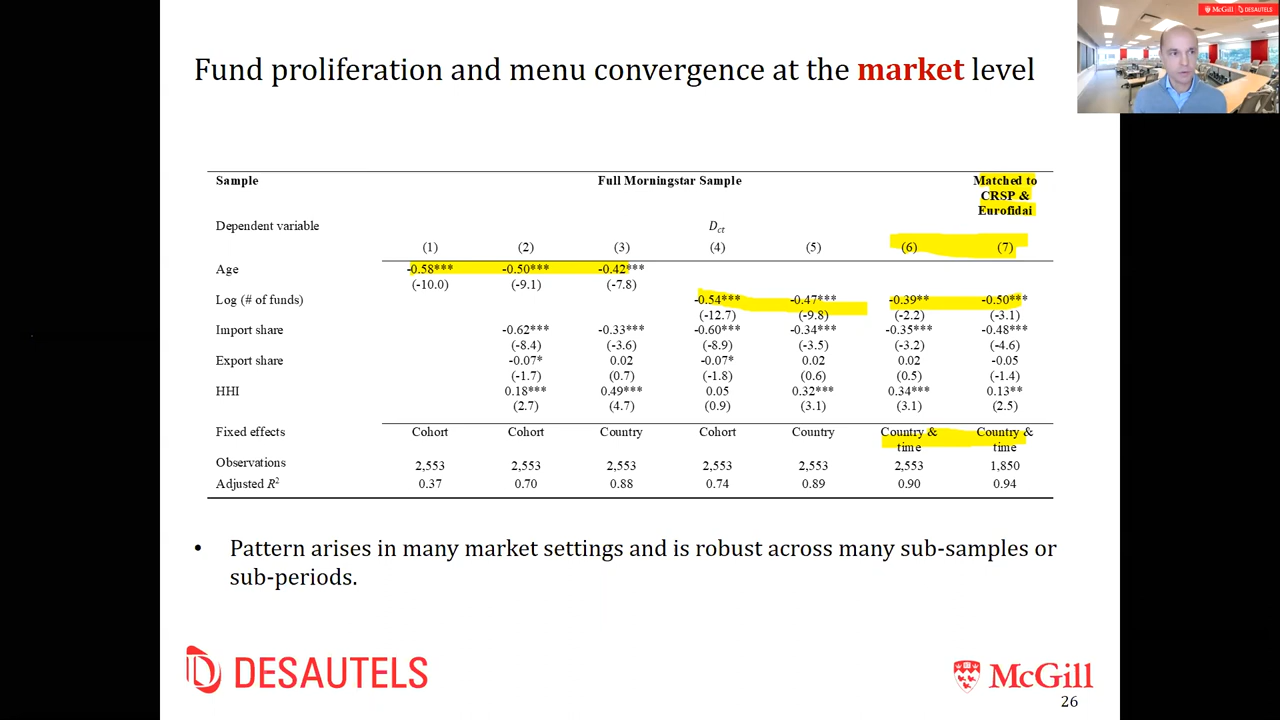 McGill DESAUTELS
Fund proliferation and menu convergence at the market level
Sample Full Morningstar Sample Matched to
CRSP &
Eurofidai
Dependent variable Dct
(1) (2) (3) (4) (5) (6) (7)
Age -0.58*** -0.50*** -0.42***
(-10.0) (-9.1) (-7.8)
Log (# of funds) -0.54*** -0.47*** -0.39** -0.50***
(-12.7) (-9.8) (-2.2) (-3.1)
Import share -0.62*** -0.33*** -0.60*** -0.34*** -0.35*** -0.48***
(-8.4) (-3.6) (-8.9) (-3.5) (-3.2) (-4.6)
Export share -0.07* 0.02 -0.07* 0.02 0.02 -0.05
(-1.7) (0.7) (-1.8) (0.6) (0.5) (-1.4)
HHI 0.18*** 0.49*** 0.05 0.32*** 0.34*** 0.13**
(2.7) (4.7) (0.9) (3.1) (3.1) (2.5)
Fixed effects Cohort Cohort Country Cohort Country Country & Country &
time time
Observations 2,553 2,553 2,553 2,553 2,553 2,553 1,850
Adjusted R2 0.37 0.70 0.88 0.74 0.89 0.90 0.94
• Pattern arises in many market settings and is robust across many sub-samples or
sub-periods.
DESAUTELS
McGill
26